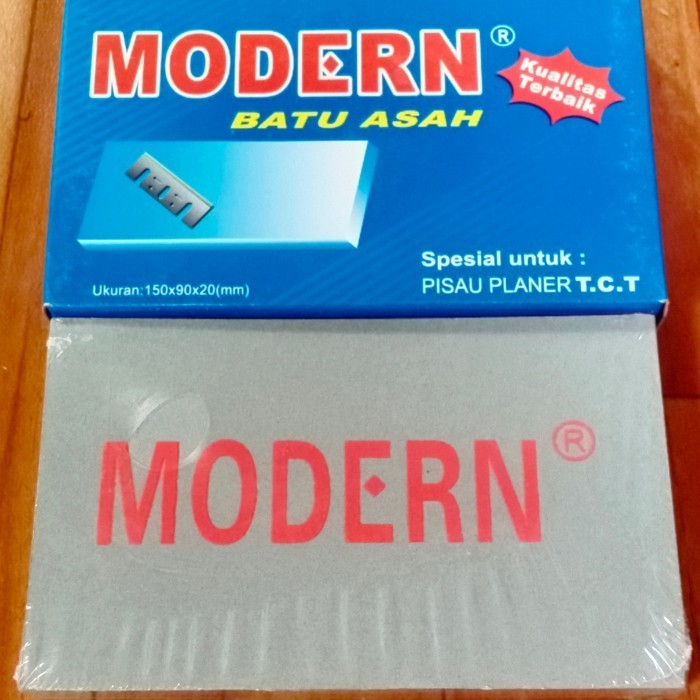 MODERN®
BATU ASAH
Kualitas
Terbaik
Spesial untuk :
PISAU PLANER T.C.T
Ukuran:150x90x20(mm)
MODERN®